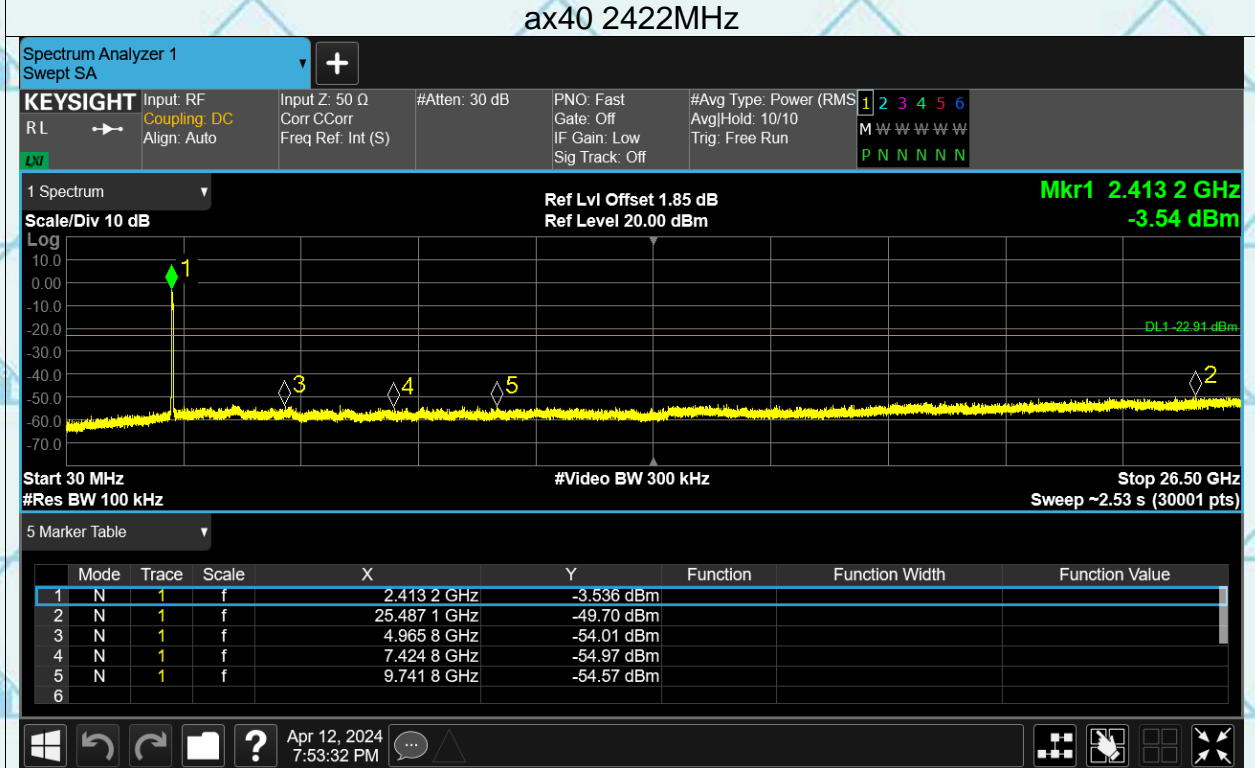 ax40 2422MHz
Spectrum Analyzer 1
Swept SA
KEYSIGHT
RL
LXI
Input: RF
Coupling: DC
Align: Auto
Input Z: 50 Ω
Corr CCorr
Freq Ref: Int (S)
#Atten: 30 dB
PNO: Fast
Gate: Off
IF Gain: Low
Sig Track: Off
#Avg Type: Power (RMS
Avg|Hold: 10/10
Trig: Free Run
1 2 3 4 5 6
M W W W W W
P N N N N N
1 Spectrum
Scale/Div 10 dB
Ref Lvl Offset 1.85 dB
Ref Level 20.00 dBm
Mkr1 2.413 2 GHz
-3.54 dBm
Log
10.0
0.00
-10.0
-20.0
-30.0
-40.0
-50.0
-60.0
-70.0
1
3
4
5
2
DL1 -22.91 dBm
Start 30 MHz
#Video BW 300 kHz
Stop 26.50 GHz
#Res BW 100 kHz
Sweep ~2.53 s (30001 pts)
5 Marker Table
Mode Trace Scale X Y Function Function Width Function Value
1 N 1 f 2.413 2 GHz -3.536 dBm
2 N 1 f 25.487 1 GHz -49.70 dBm
3 N 1 f 4.965 8 GHz -54.01 dBm
4 N 1 f 7.424 8 GHz -54.97 dBm
5 N 1 f 9.741 8 GHz -54.57 dBm
6
?
Apr 12, 2024
7:53:32 PM